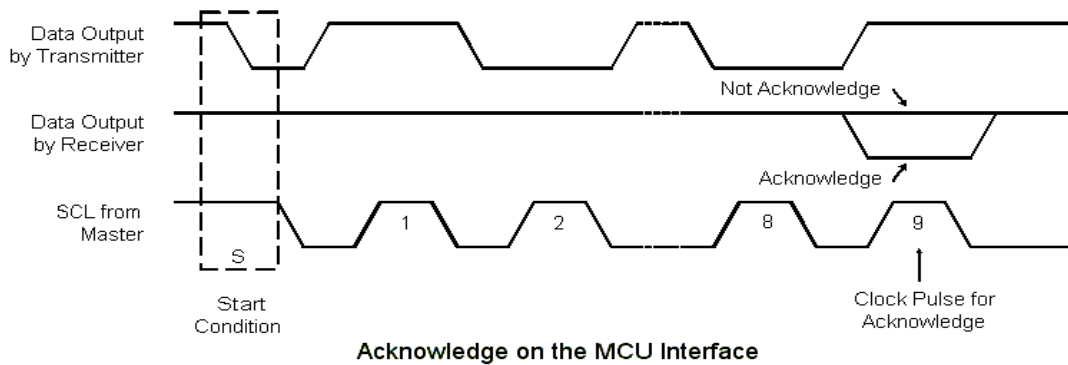 Data Output
by Transmitter
Not Acknowledge
Data Output
by Receiver
Acknowledge
SCL from
Master
1
2
8
9
S
Start
Condition
Clock Pulse for
Acknowledge
Acknowledge on the MCU Interface